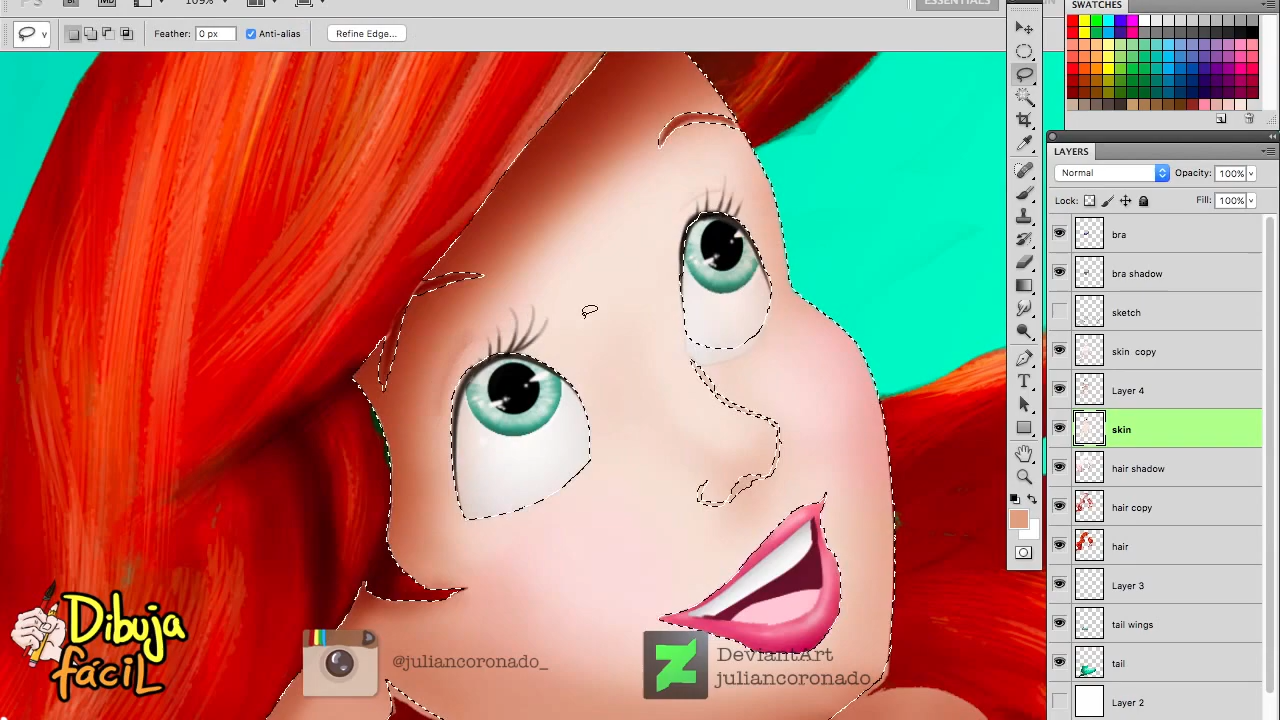 109%
ESSENTIALS
Feather: 0 px
Anti-alias
Refine Edge...
SWATCHES
LAYERS
Normal
Opacity: 100%
Lock:
Fill: 100%
bra
bra shadow
sketch
skin copy
Layer 4
skin
hair shadow
hair copy
hair
Layer 3
tail wings
tail
Layer 2
Dibuja
fácil
@juliancoronado_
DeviantArt
juliancoronado